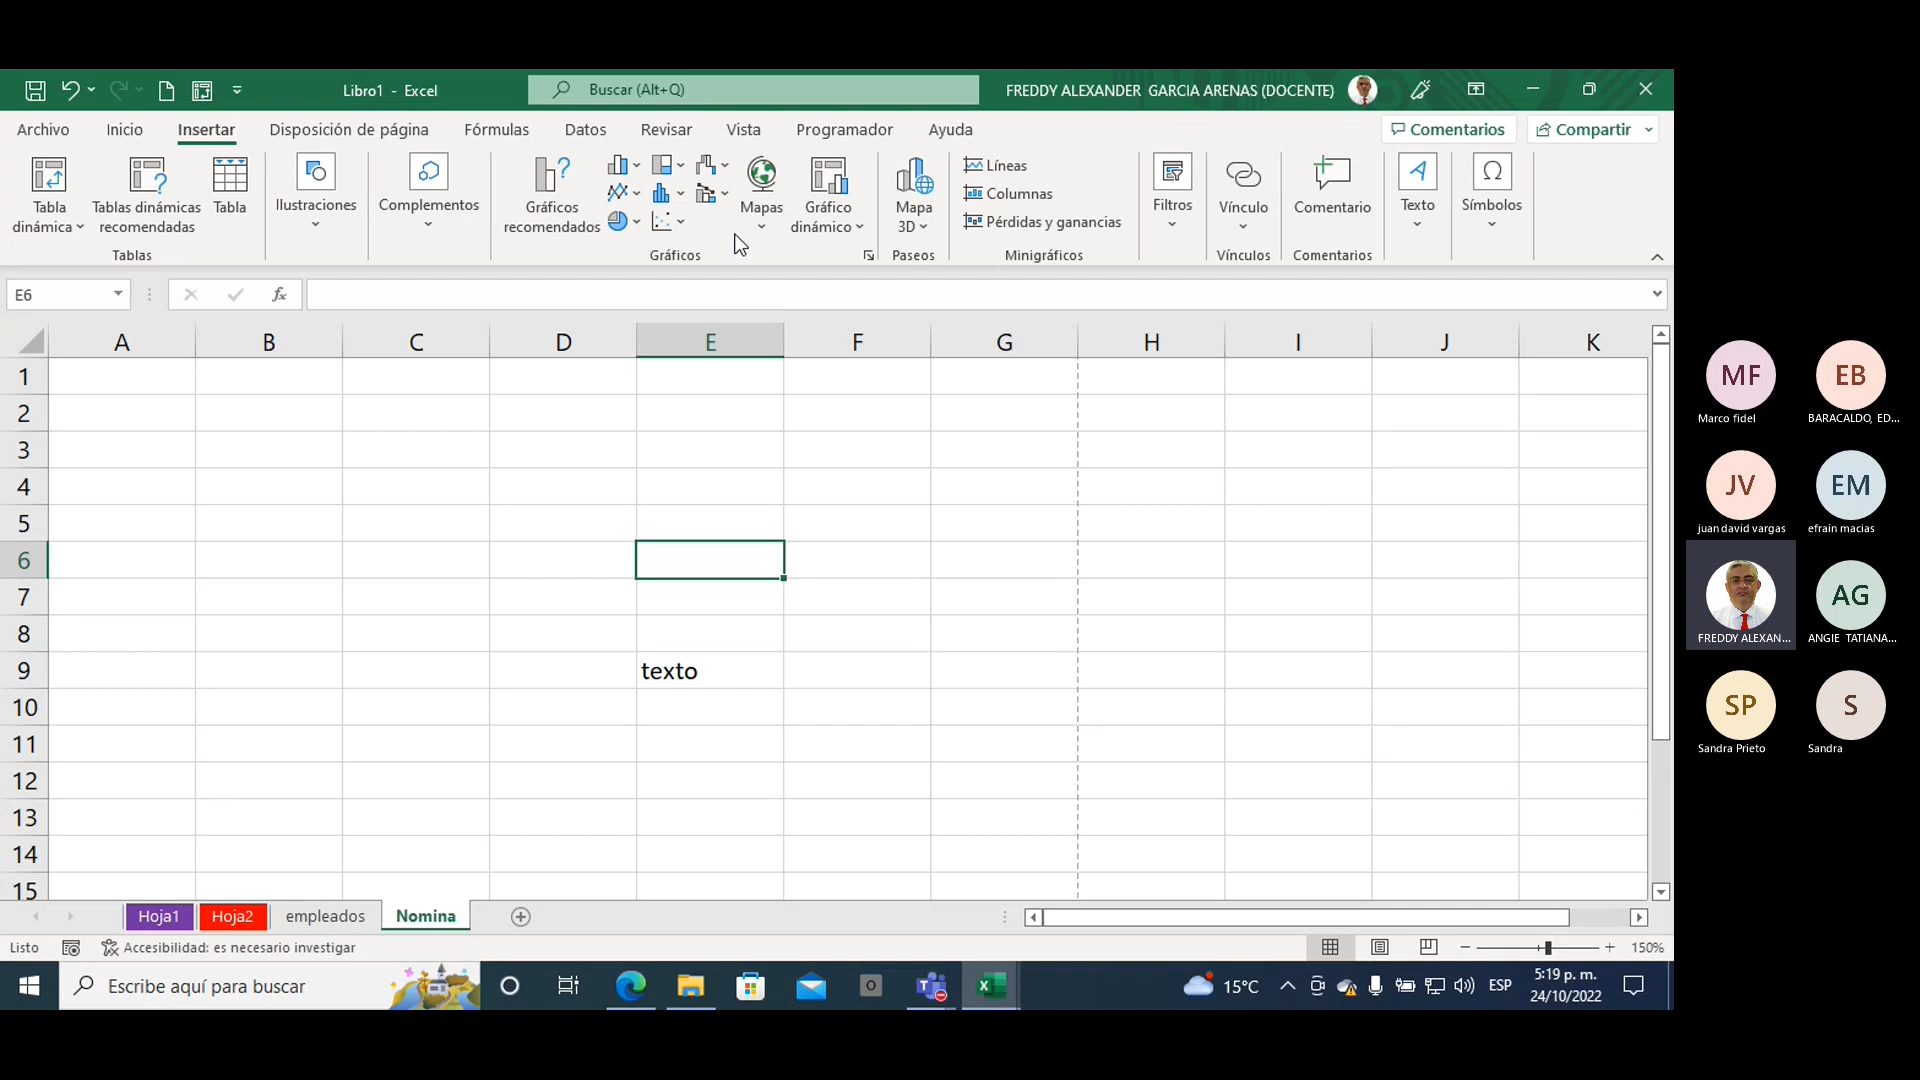 Libro1 - Excel
Buscar (Alt+Q)
FREDDY ALEXANDER GARCIA ARENAS (DOCENTE)
Archivo
Inicio
Insertar
Disposición de página
Fórmulas
Datos
Revisar
Vista
Programador
Ayuda
Comentarios
Compartir
Tabla
dinámica
Tablas dinámicas
recomendadas
Tabla
Tablas
Ilustraciones
Complementos
Gráficos
recomendados
Mapas
Gráfico
dinámico
Gráficos
Mapa
3D
Paseos
Líneas
Columnas
Pérdidas y ganancias
Minigráficos
Filtros
Vínculo
Vínculos
Comentario
Comentarios
Texto
Símbolos
E6
fx
A B C D E F G H I J K
1
2
3
4
5
6
7
8
9 texto
10
11
12
13
14
15
Hoja1
Hoja2
empleados
Nomina
Listo
Accesibilidad: es necesario investigar
150%
Escribe aquí para buscar
15°C
ESP
5:19 p. m.
24/10/2022
MF
Marco fidel
EB
BARACALDO, ED...
JV
juan david vargas
EM
efrain macias
FREDDY ALEXAN...
AG
ANGIE TATIANA...
SP
Sandra Prieto
S
Sandra